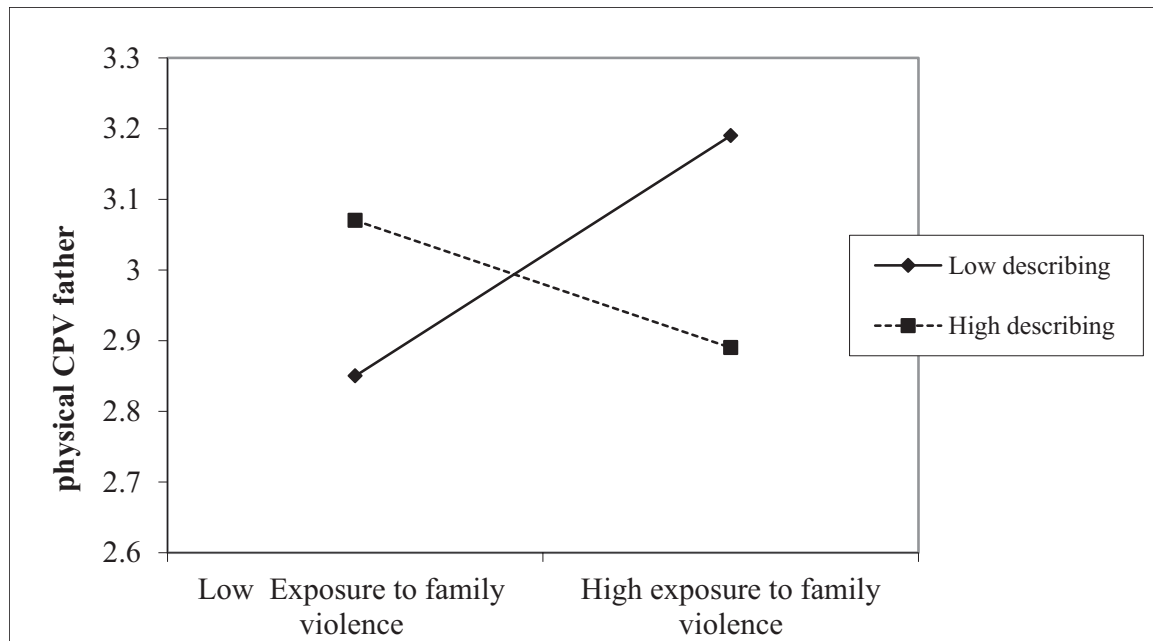 3.3
3.2
3.1
3
2.9
2.8
2.7
2.6
physical CPV father
Low Exposure to family
violence
High exposure to family
violence
Low describing
High describing